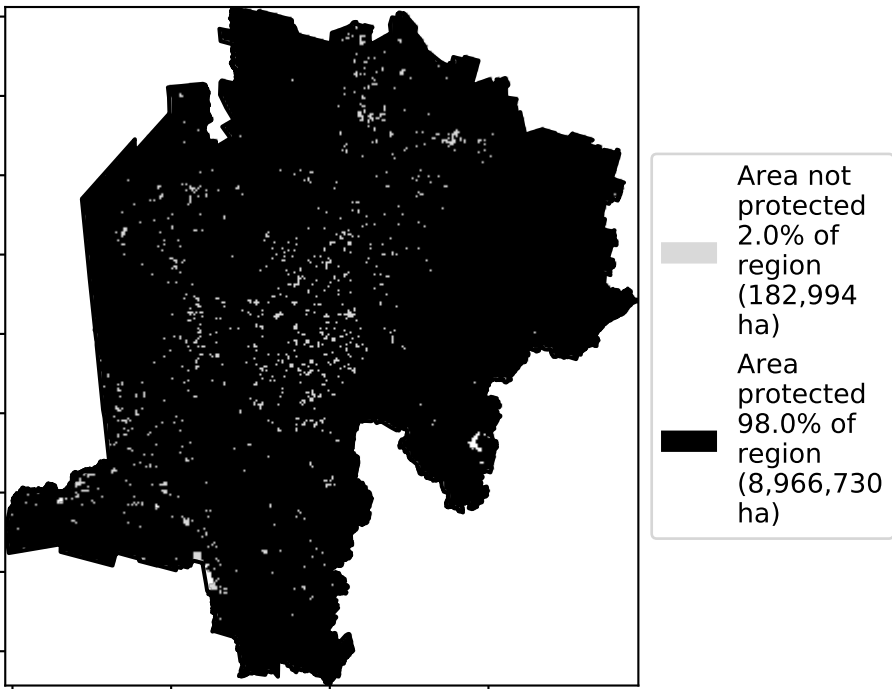 Area not
protected
2.0% of
region
(182,994
ha)
Area
protected
98.0% of
region
(8,966,730
ha)